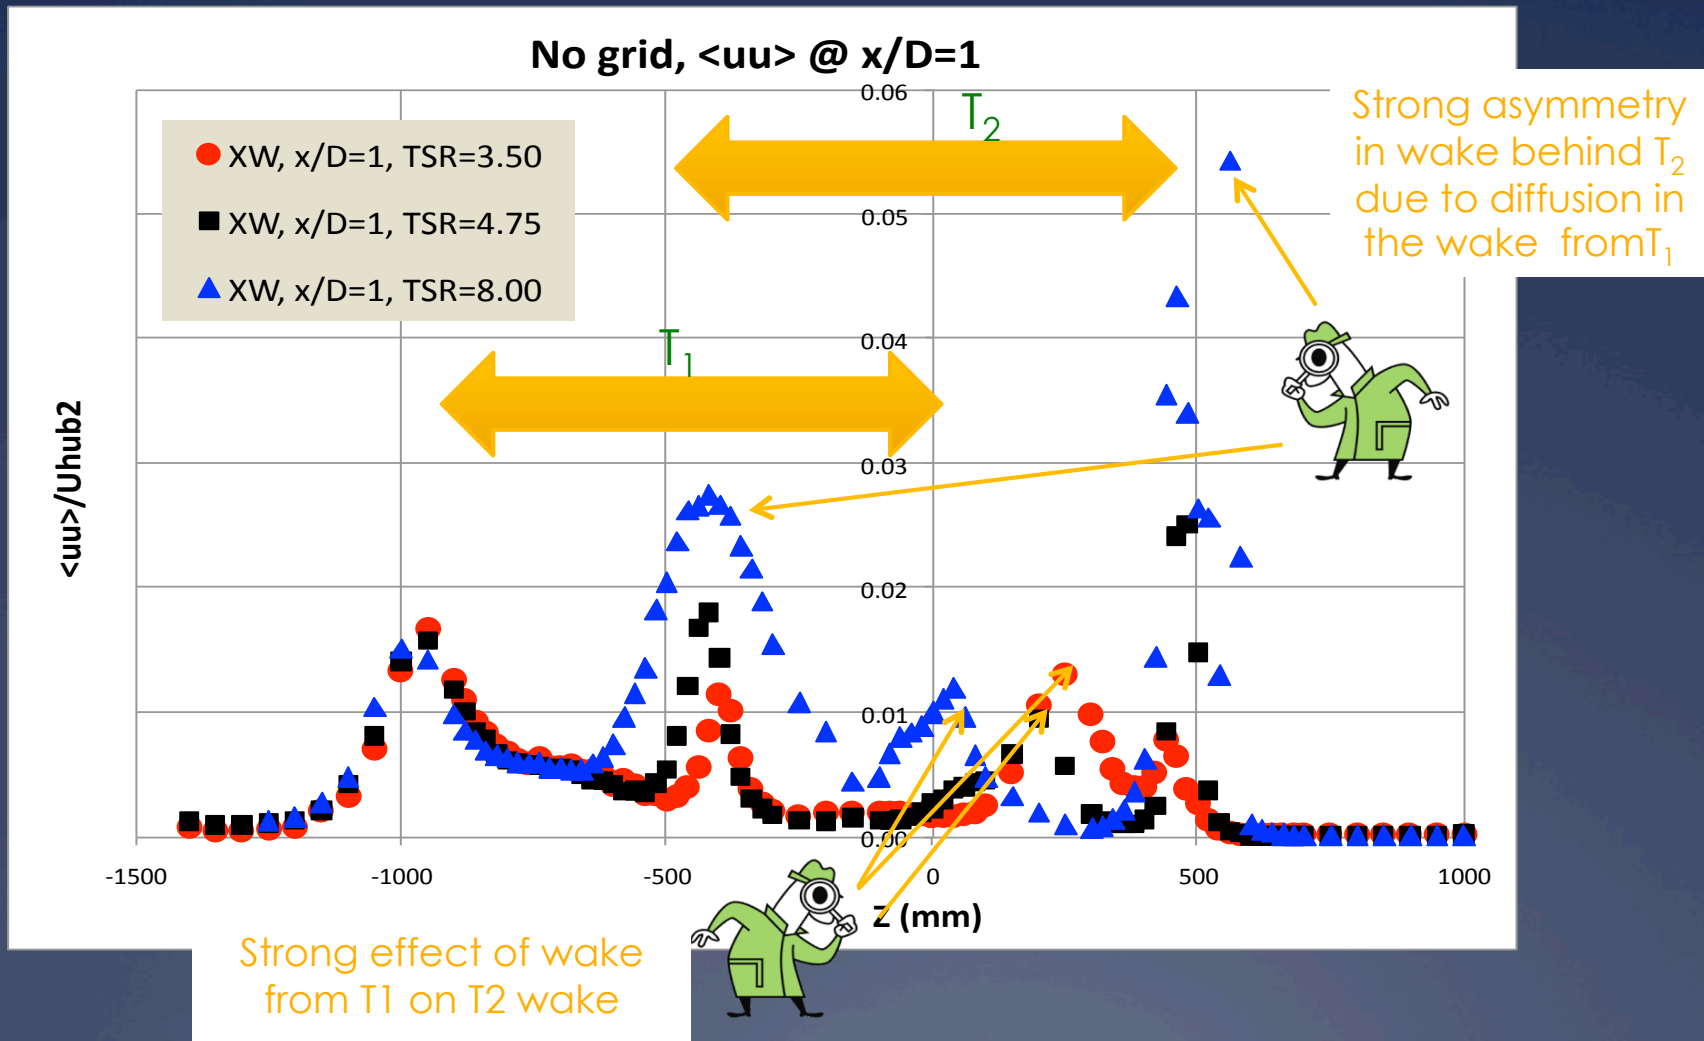 No grid, <uu> @ x/D=1
XW, x/D=1, TSR=3.50
XW, x/D=1, TSR=4.75
XW, x/D=1, TSR=8.00
T2
T1
Strong asymmetry
in wake behind T2
due to diffusion in
the wake fromT1
<uu>/Uhub2
0.06
0.05
0.04
0.03
0.02
0.01
0.00
-1500 -1000 -500 0 500 1000
Z (mm)
Strong effect of wake
from T1 on T2 wake